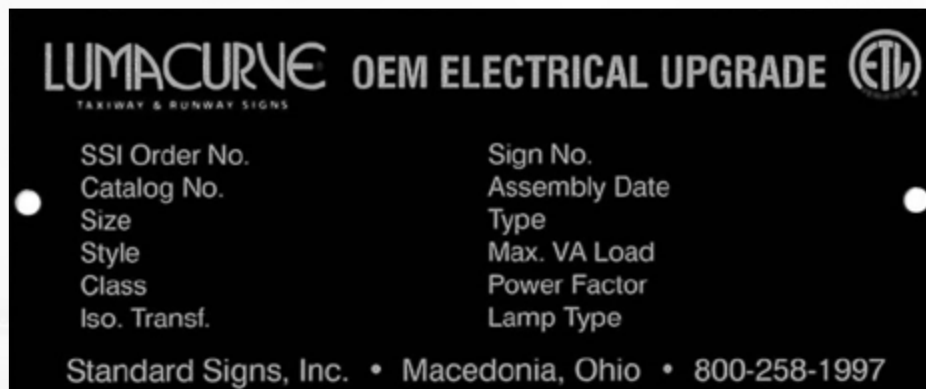 LUMACURVE OEM ELECTRICAL UPGRADE ETL
TAXIWAY & RUNWAY SIGNS
SSI Order No. Sign No.
Catalog No. Assembly Date
Size Type
Style Max. VA Load
Class Power Factor
Iso. Transf. Lamp Type
Standard Signs, Inc. • Macedonia, Ohio • 800-258-1997